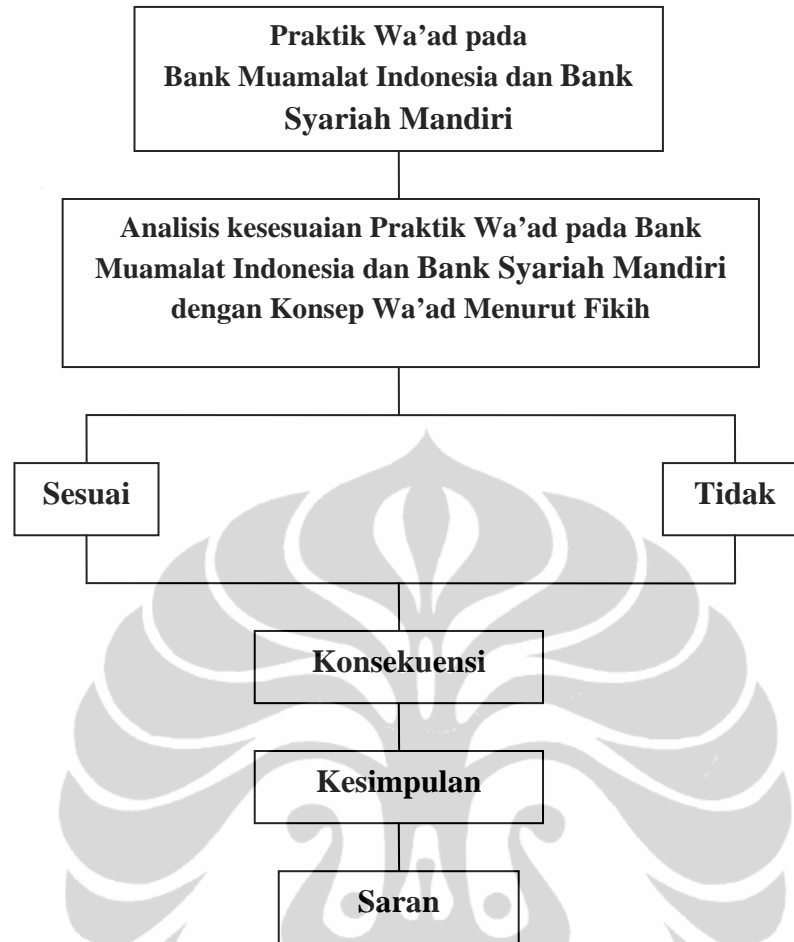 Praktik Wa’ad pada
Bank Muamalat Indonesia dan Bank
Syariah Mandiri
Analisis kesesuaian Praktik Wa’ad pada Bank
Muamalat Indonesia dan Bank Syariah Mandiri
dengan Konsep Wa’ad Menurut Fikih
Sesuai
Tidak
Konsekuensi
Kesimpulan
Saran